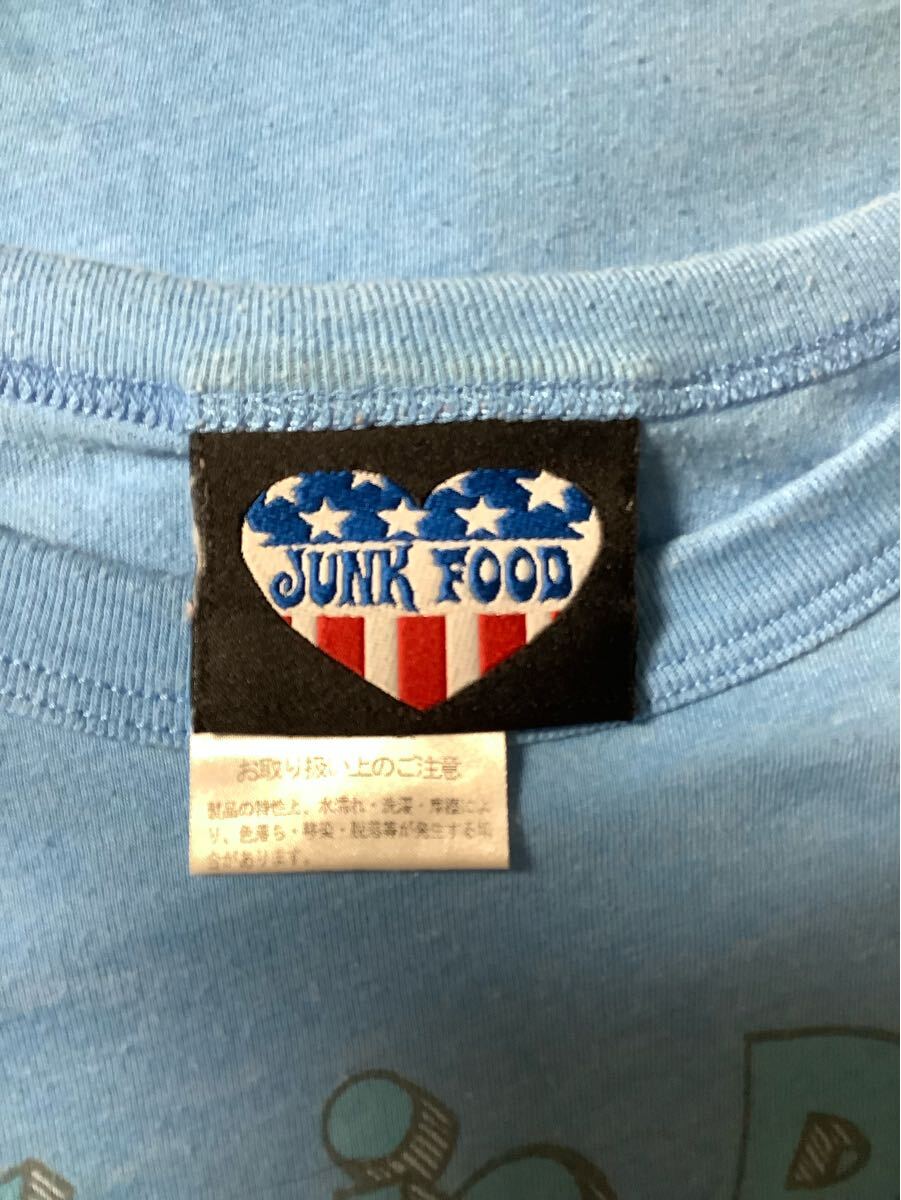 JUNK FOOD
お取り扱い上のご注意
製品の特性上、水濡れ・洗濯・摩擦によ
り、色落ち・移染・脱落等が発生する場
合があります。